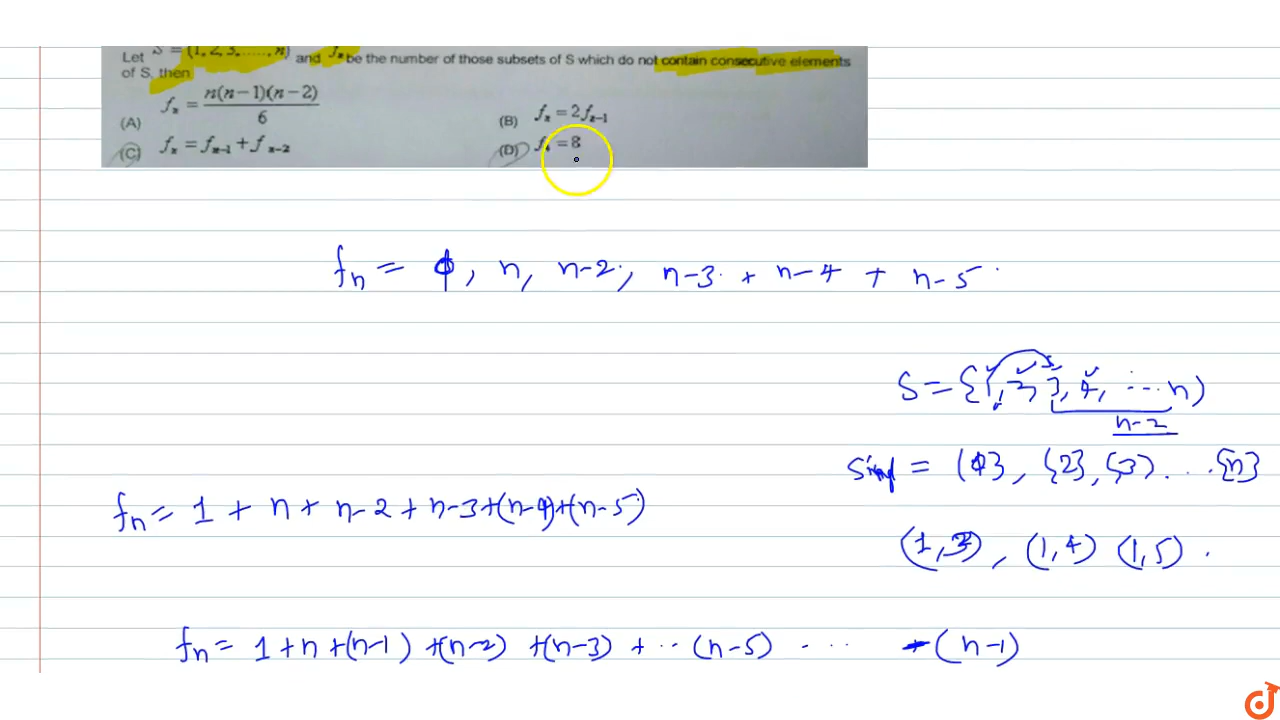 Let S = (1, 2, 3, ....., n) and fₙ be the number of those subsets of S which do not contain consecutive elements
of S, then
(A) fₙ = n(n−1)(n−2)/6
(B) fₙ = 2fₙ₋₁
(C) fₙ = fₙ₋₁ + fₙ₋₂
(D) f₄ = 8
fn = ϕ, n, n-2, n-3 + n-4 + n-5
S = {1, 2, 3, 4, ... n)
n-2
= {1}, {2}, {3} ... {n}
fn = 1 + n + n-2 + n-3 + (n-4) + (n-5)
(1,3), (1,4) (1,5) .
fn = 1 + n + (n-1) + (n-2) + (n-3) + .. (n-5) . ... + (n-1)